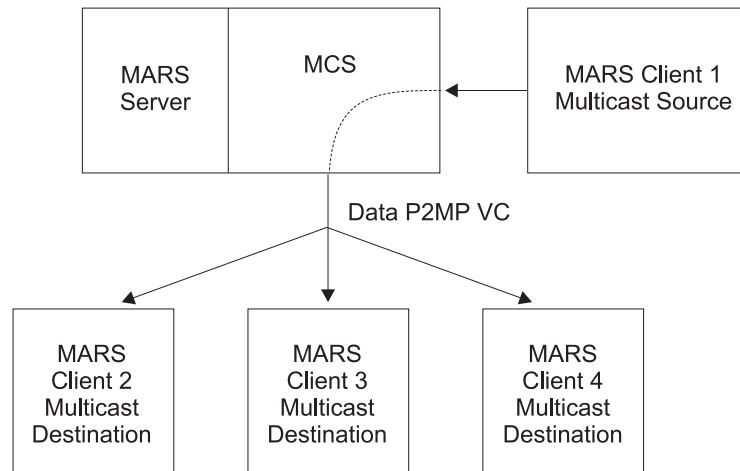 MARS
Server
MCS
MARS Client 1
Multicast Source
Data P2MP VC
MARS
Client 2
Multicast
Destination
MARS
Client 3
Multicast
Destination
MARS
Client 4
Multicast
Destination